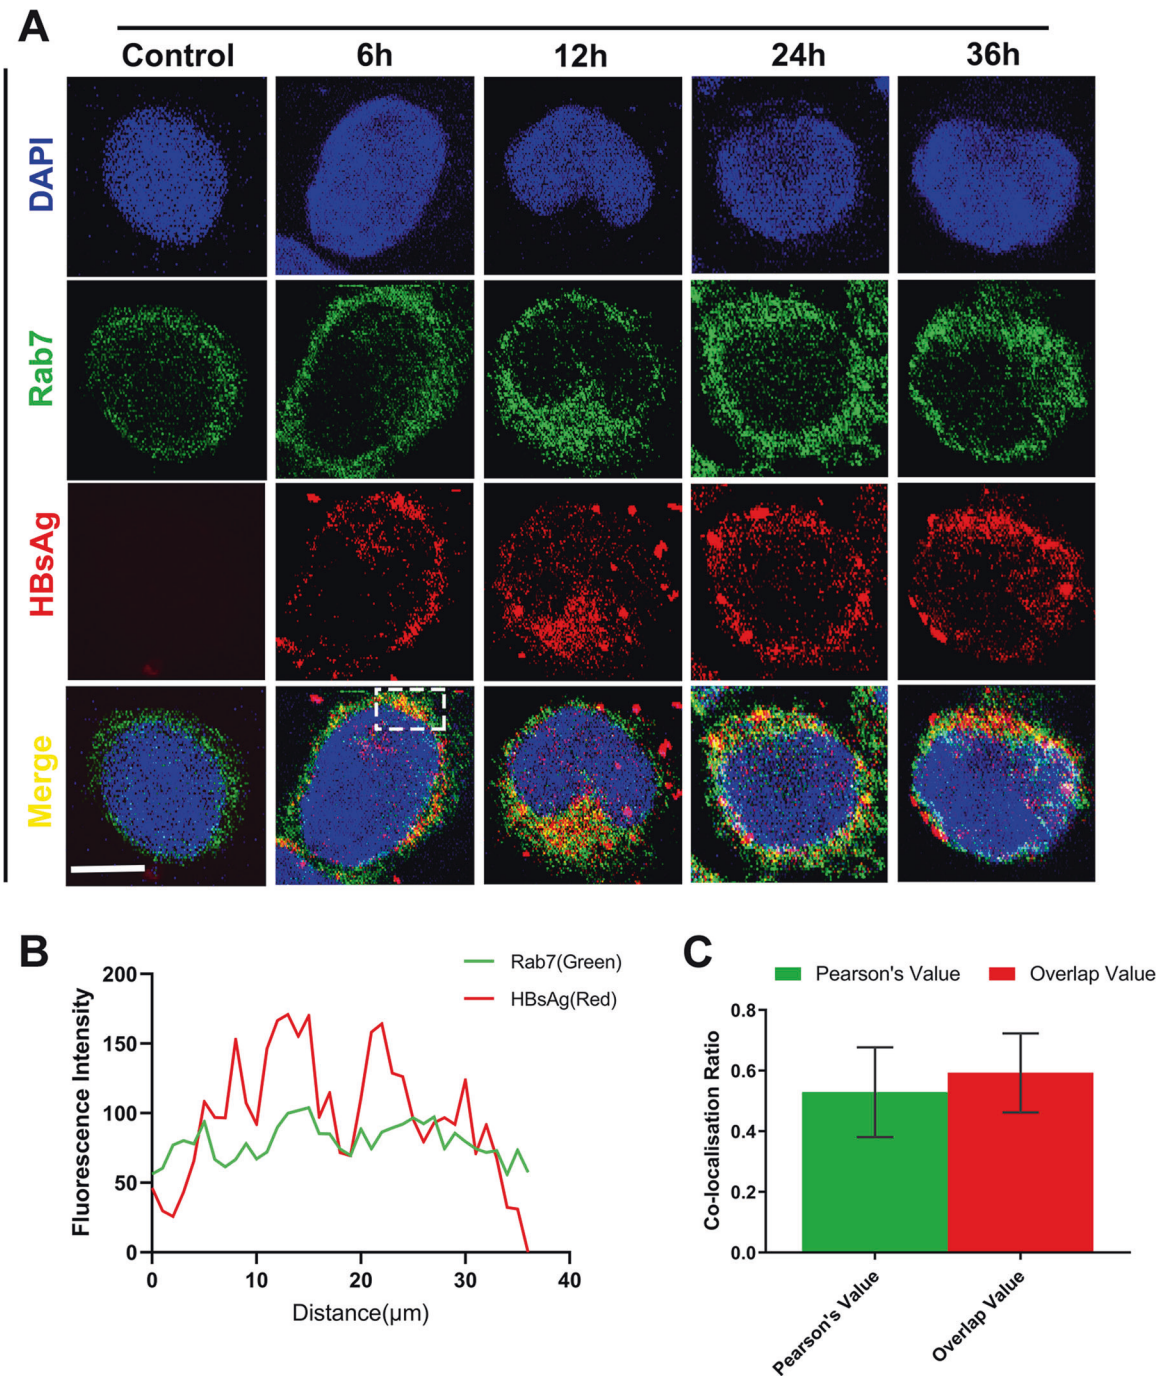 A
Control 6h 12h 24h 36h
DAPI
Rab7
HBsAg
Merge
B
Rab7(Green)
HBsAg(Red)
200
150
100
50
0
Fluorescence Intensity
0 10 20 30 40
Distance(μm)
C
Pearson's Value Overlap Value
0.8
0.6
0.4
0.2
0.0
Co-localisation Ratio
Pearson's Value
Overlap Value